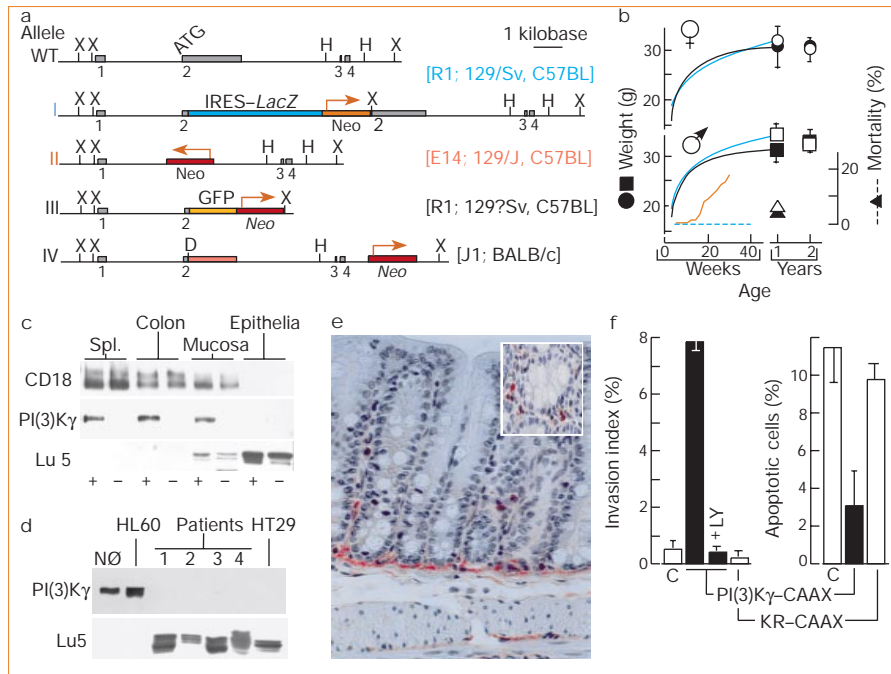 a
Allele
1 kilobase
WT X X ATG H H X
1 2 3 4
[R1; 129/Sv, C57BL]
I X X IRES–LacZ X H H X
1 2 Neo 2 3 4
II X X H H X
1 Neo 3 4
[E14; 129/J, C57BL]
III X X GFP X
1 2 Neo
[R1; 129?Sv, C57BL]
IV X X D H X
1 2 3 4 Neo
[J1; BALB/c]
b
♀
30
20
Weight (g)
♂
30
20
20
0
Mortality (%)
0 20 40 1 2
Weeks Years
Age
c
Colon Epithelia
Spl. Mucosa
CD18
PI(3)Kγ
Lu 5
+ – + – + – + –
d
HL60 Patients HT29
NØ 1 2 3 4
PI(3)Kγ
Lu5
e
f
8
6
4
2
0
Invasion index (%)
+ LY
C
10
8
6
4
2
0
Apoptotic cells (%)
C
PI(3)Kγ–CAAX
KR–CAAX